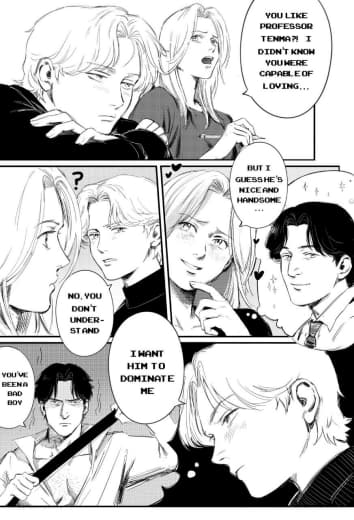 YOU LIKE
PROFESSOR
TENMA?! I
DIDN'T KNOW
YOU WERE
CAPABLE OF
LOVING...
?
BUT I
GUESS HE'S
NICE AND
HANDSOME
...
NO, YOU
DON'T
UNDER-
STAND
I WANT
HIM TO
DOMINATE
ME
YOU'VE
BEEN A
BAD
BOY